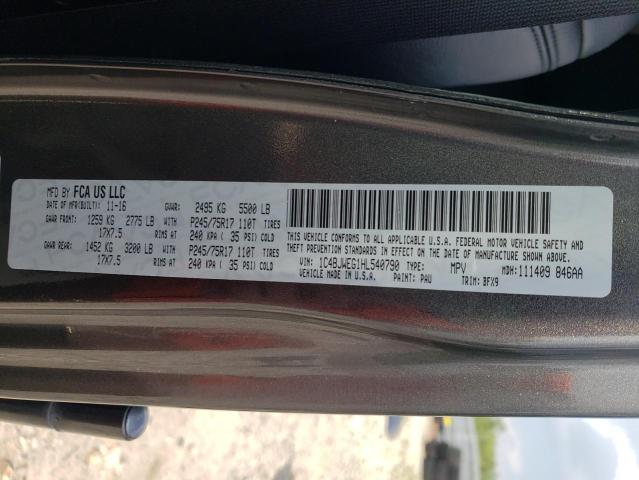 MFD BY FCA US LLC
DATE OF MFR(BUILT): 11-16 GVWR: 2495 KG 5500 LB
GAWR FRONT: 1259 KG 2775 LB WITH P245/75R17 110T TIRES
17X7.5 RIMS AT 240 KPA ( 35 PSI) COLD
GAWR REAR: 1452 KG 3200 LB WITH P245/75R17 110T TIRES
17X7.5 RIMS AT 240 KPA ( 35 PSI) COLD
THIS VEHICLE CONFORMS TO ALL APPLICABLE U.S.A. FEDERAL MOTOR VEHICLE SAFETY,
BUMPER, AND THEFT PREVENTION STANDARDS IN EFFECT ON THE DATE OF MFR SHOWN ABOVE.
VIN: 1C4BJWEG1HL540790 TYPE: MPV MDH: 111409 846AA
VEHICLE MADE IN U.S.A. PAINT: PAU TRIM: BFX9